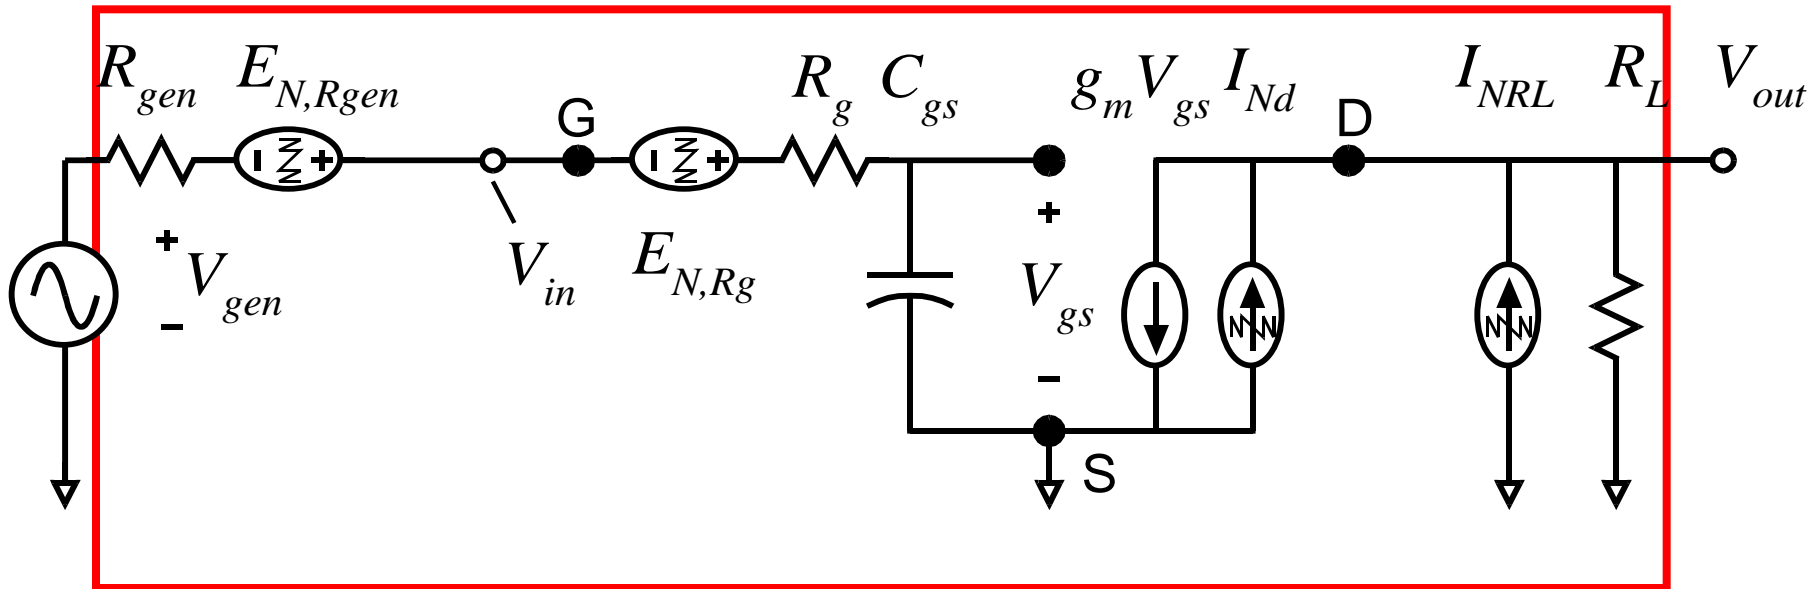 R_gen E_N,Rgen R_g C_gs g_m V_gs I_Nd I_NRL R_L V_out
G D
- + - +
+ +
V_gen V_in E_N,Rg V_gs
- -
S